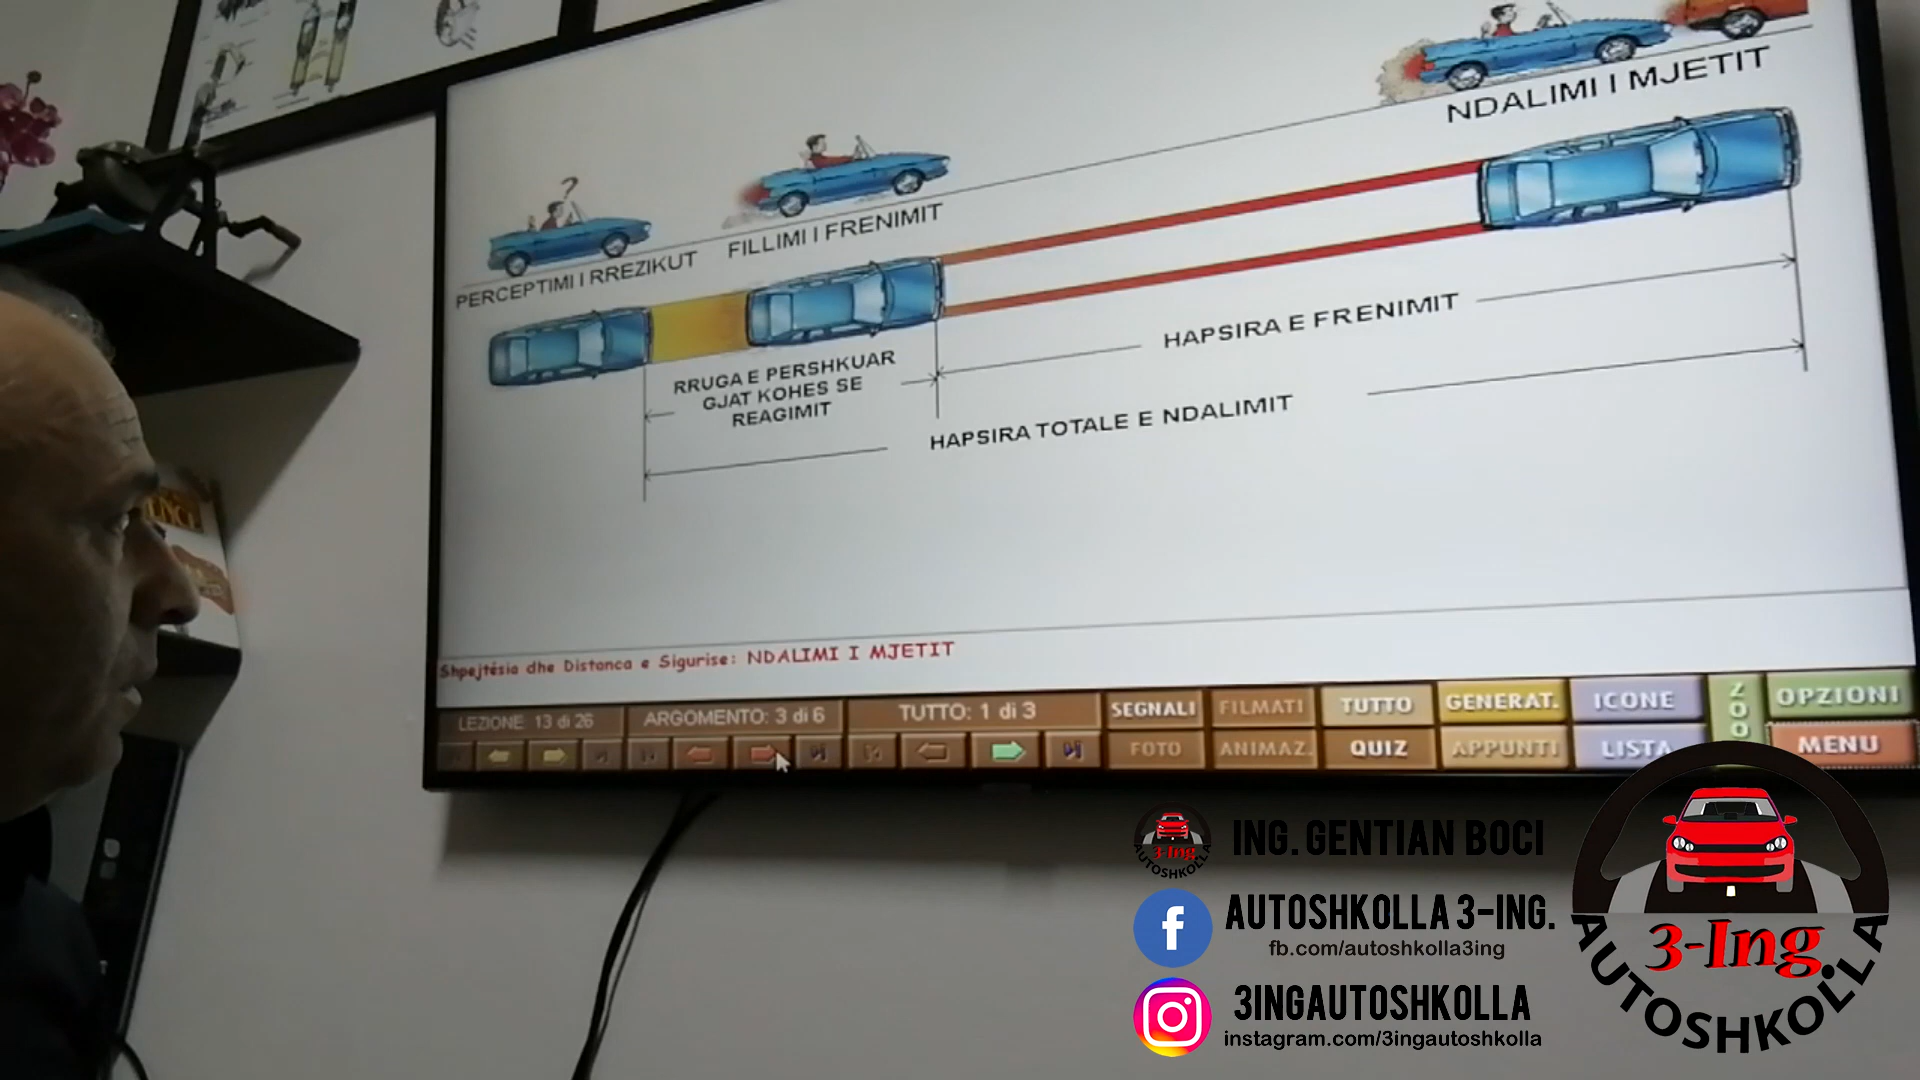 NDALIMI I MJETIT
FILLIMI I FRENIMIT
PERCEPTIMI I RREZIKUT
HAPSIRA E FRENIMIT
RRUGA E PERSHKUAR
GJAT KOHES SE
REAGIMIT
HAPSIRA TOTALE E NDALIMIT
Shpejtësia dhe Distanca e Sigurise: NDALIMI I MJETIT
LEZIONE: 13 di 26
ARGOMENTO: 3 di 6
TUTTO: 1 di 3
SEGNALI
FILMATI
TUTTO
GENERAT.
ICONE
OPZIONI
FOTO
ANIMAZ.
QUIZ
APPUNTI
LISTA
MENU
3-Ing
AUTOSHKOLLA
ING. GENTIAN BOCI
AUTOSHKOLLA 3-ING.
fb.com/autoshkolla3ing
3INGAUTOSHKOLLA
instagram.com/3ingautoshkolla
3-Ing
AUTOSHKOLLA